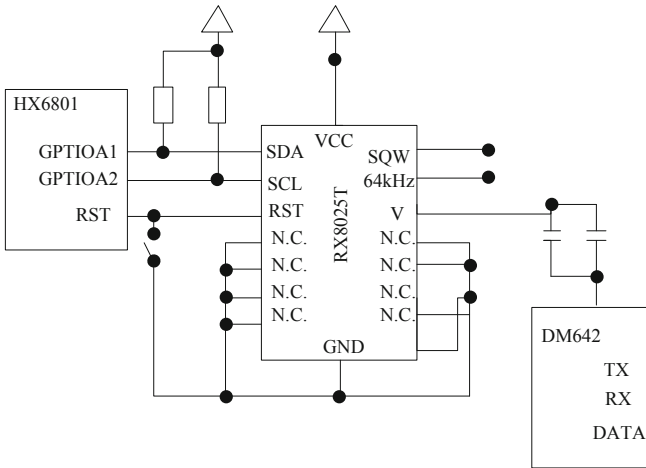 HX6801
GPTIOA1
GPTIOA2
RST
VCC
SDA
SCL
RST
N.C.
N.C.
N.C.
N.C.
RX8025T
SQW
64kHz
V
N.C.
N.C.
N.C.
N.C.
GND
DM642
TX
RX
DATA